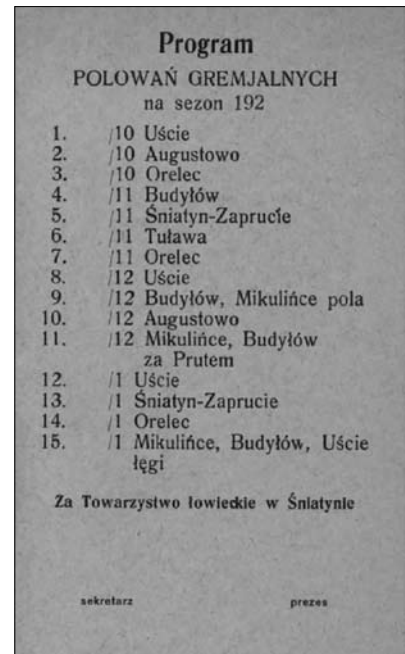 Program
POLOWAŃ GREMJALNYCH
na sezon 192
1. /10 Uście
2. /10 Augustowo
3. /10 Orelec
4. /11 Budyłów
5. /11 Śniatyn-Zaprucie
6. /11 Tuława
7. /11 Orelec
8. /12 Uście
9. /12 Budyłów, Mikulińce pola
10. /12 Augustowo
11. /12 Mikulińce, Budyłów
za Prutem
12. /1 Uście
13. /1 Śniatyn-Zaprucie
14. /1 Orelec
15. /1 Mikulińce, Budyłów, Uście
łęgi
Za Towarzystwo łowieckie w Śniatynie
sekretarz prezes